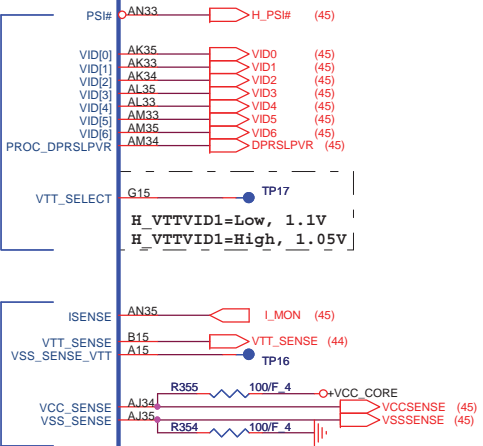 PSI# AN33 H_PSI# (45)
VID[0] AK35 VID0 (45)
VID[1] AK33 VID1 (45)
VID[2] AK34 VID2 (45)
VID[3] AL35 VID3 (45)
VID[4] AL33 VID4 (45)
VID[5] AM33 VID5 (45)
VID[6] AM35 VID6 (45)
PROC_DPRSLPVR AM34 DPRSLPVR (45)
VTT_SELECT G15 TP17
H_VTTVID1=Low, 1.1V
H_VTTVID1=High, 1.05V
ISENSE AN35 I_MON (45)
VTT_SENSE B15 VTT_SENSE (44)
VSS_SENSE_VTT A15 TP16
R355 100/F_4 +VCC_CORE
VCC_SENSE AJ34 VCCSENSE (45)
VSS_SENSE AJ35 VSSSENSE (45)
R354 100/F_4